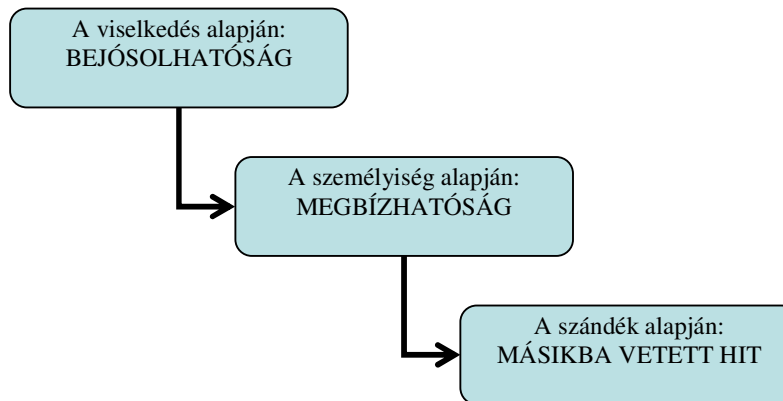 A viselkedés alapján:
BEJÓSOLHATÓSÁG
A személyiség alapján:
MEGBÍZHATÓSÁG
A szándék alapján:
MÁSIKBA VETETT HIT